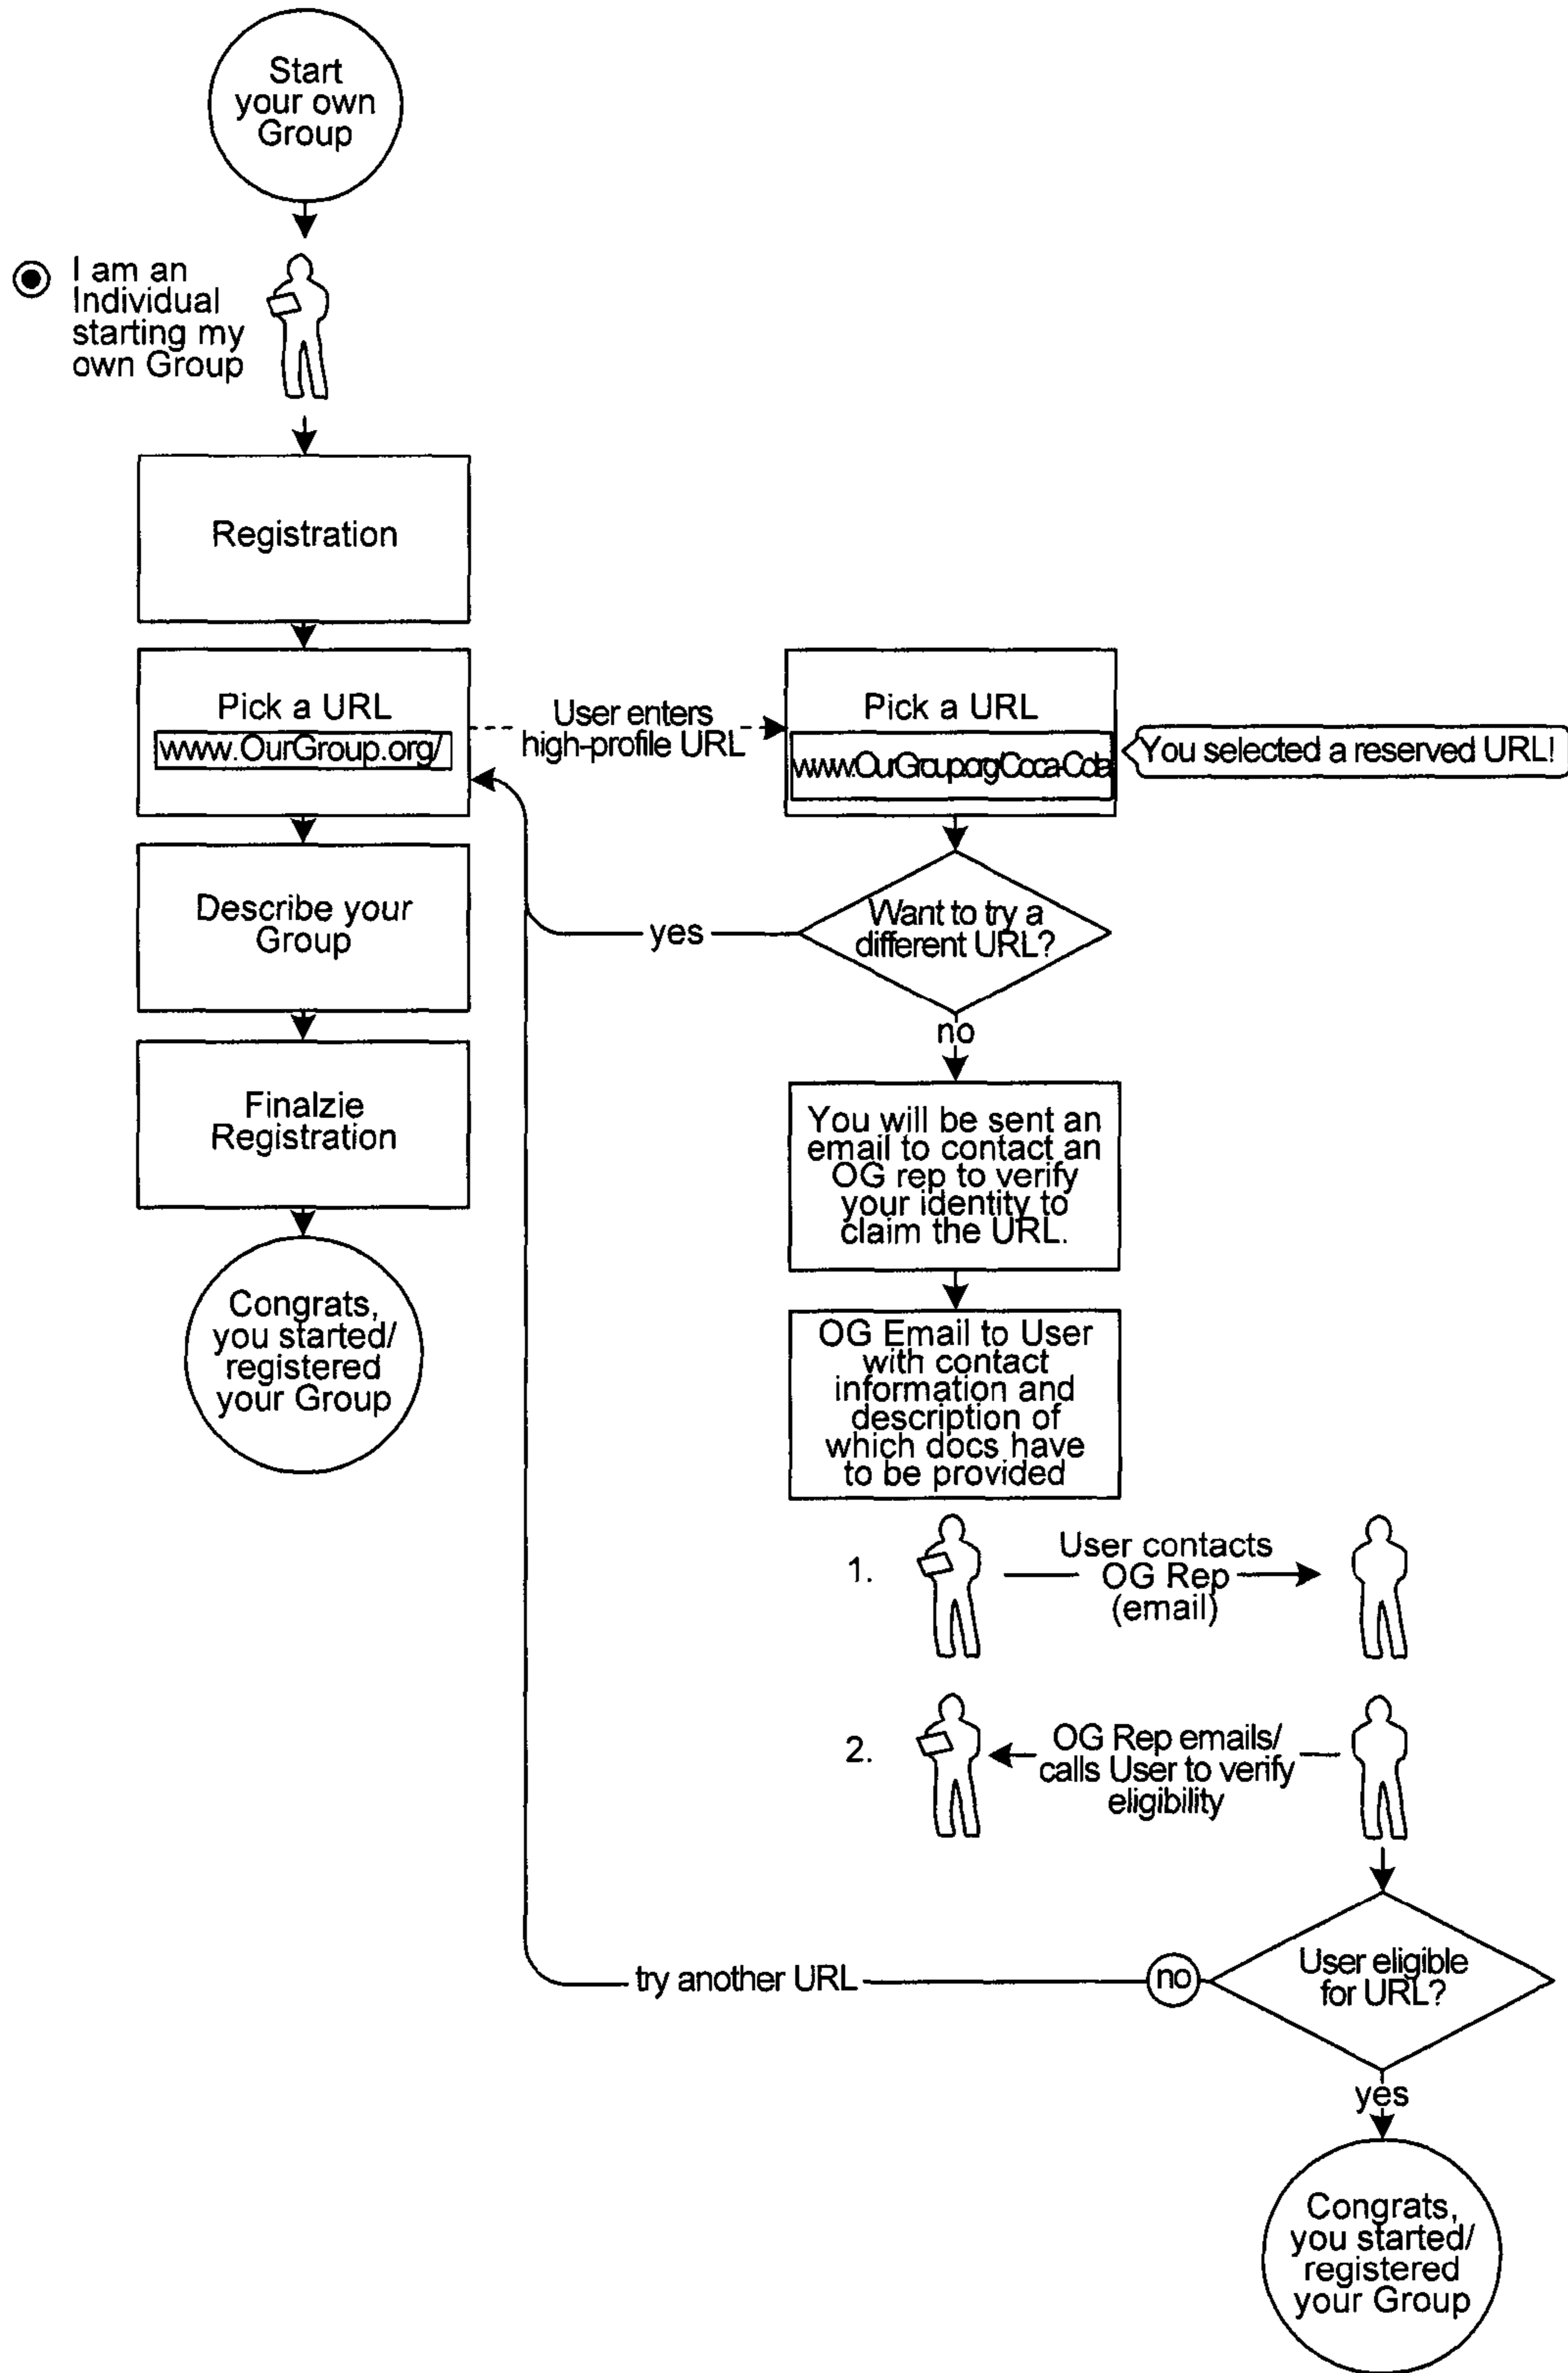 Start
your own
Group
I am an
Individual
starting my
own Group
Registration
Pick a URL
www.OurGroup.org/
User enters
high-profile URL
Pick a URL
www.OurGroup.org/Coca-Cola
You selected a reserved URL!
Describe your
Group
yes
Want to try a
different URL?
no
Finalzie
Registration
You will be sent an
email to contact an
OG rep to verify
your identity to
claim the URL.
Congrats,
you started/
registered
your Group
OG Email to User
with contact
information and
description of
which docs have
to be provided
1.
User contacts
OG Rep
(email)
2.
OG Rep emails/
calls User to verify
eligibility
try another URL
no
User eligible
for URL?
yes
Congrats,
you started/
registered
your Group